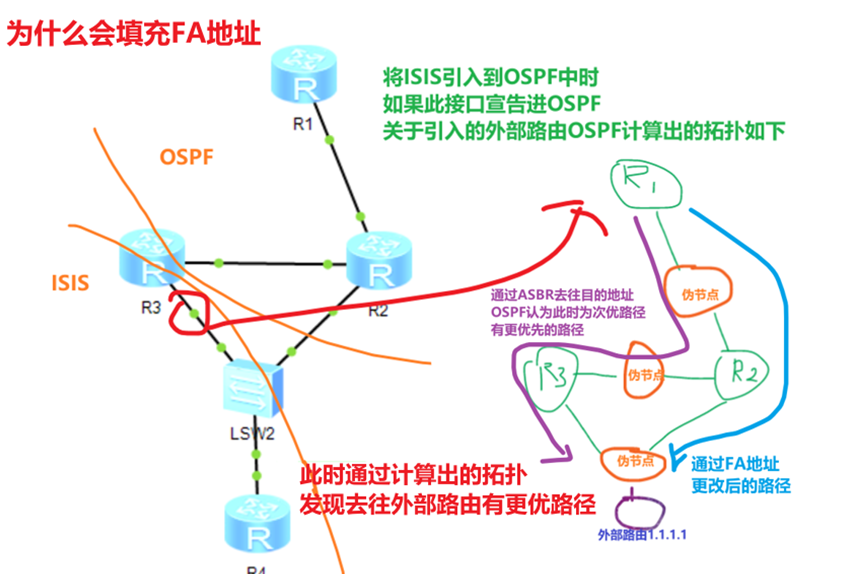 为什么会填充FA地址
将ISIS引入到OSPF中时
如果此接口宣告进OSPF
关于引入的外部路由OSPF计算出的拓扑如下
R
R1
OSPF
R1
ISIS
R
R3
R
R2
通过ASBR去往目的地址
OSPF认为此时为次优路径
有更优先的路径
伪节点
R3
伪节点
R2
LSW2
此时通过计算出的拓扑
发现去往外部路由有更优路径
伪节点
通过FA地址
更改后的路径
外部路由1.1.1.1
R
R4